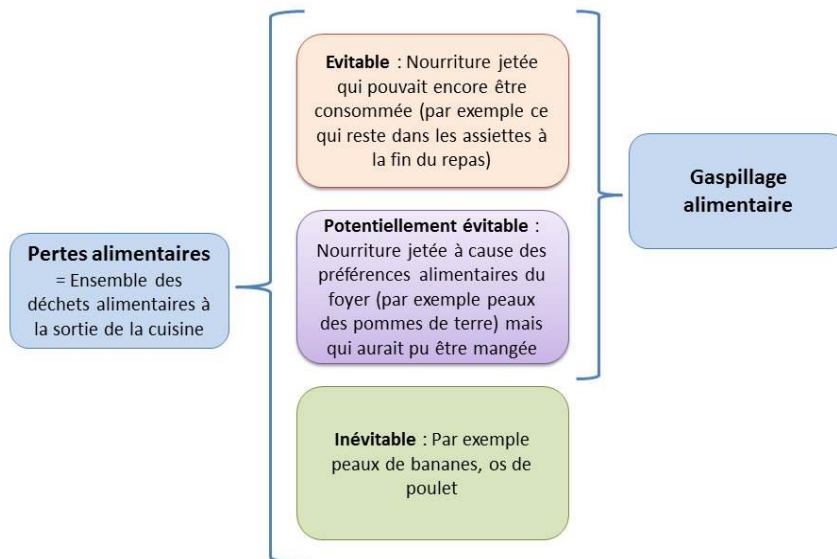 Pertes alimentaires
= Ensemble des
déchets alimentaires à
la sortie de la cuisine
Evitable : Nourriture jetée
qui pouvait encore être
consommée (par exemple ce
qui reste dans les assiettes à
la fin du repas)
Potentiellement évitable :
Nourriture jetée à cause des
préférences alimentaires du
foyer (par exemple peaux
des pommes de terre) mais
qui aurait pu être mangée
Inévitable : Par exemple
peaux de bananes, os de
poulet
Gaspillage
alimentaire